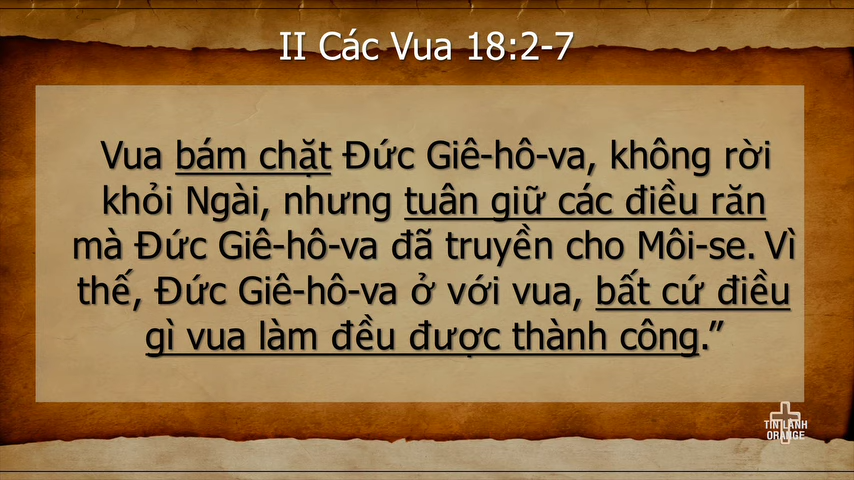 II Các Vua 18:2-7
Vua bám chặt Đức Giê-hô-va, không rời
khỏi Ngài, nhưng tuân giữ các điều răn
mà Đức Giê-hô-va đã truyền cho Môi-se. Vì
thế, Đức Giê-hô-va ở với vua, bất cứ điều
gì vua làm đều được thành công.”
TIN LANH
ORANGE